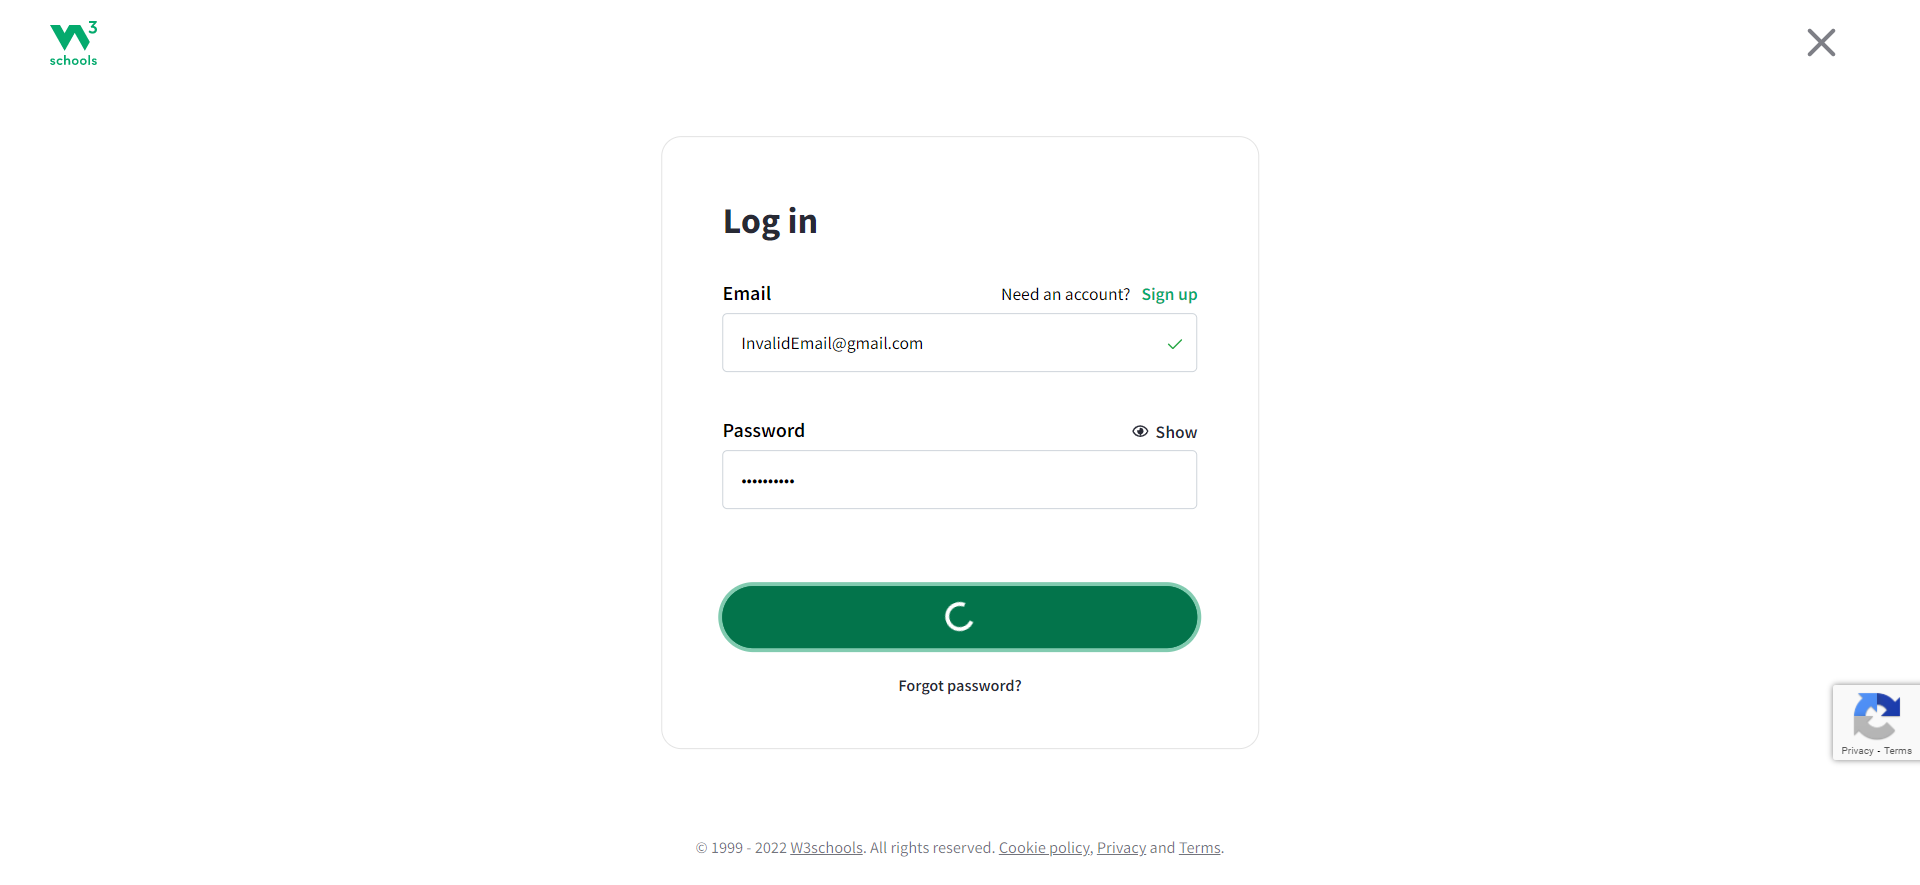 3
schools
Log in
Email
Need an account? Sign up
InvalidEmail@gmail.com
Password
Show
••••••••••
Forgot password?
Privacy - Terms
© 1999 - 2022 W3schools. All rights reserved. Cookie policy, Privacy and Terms.